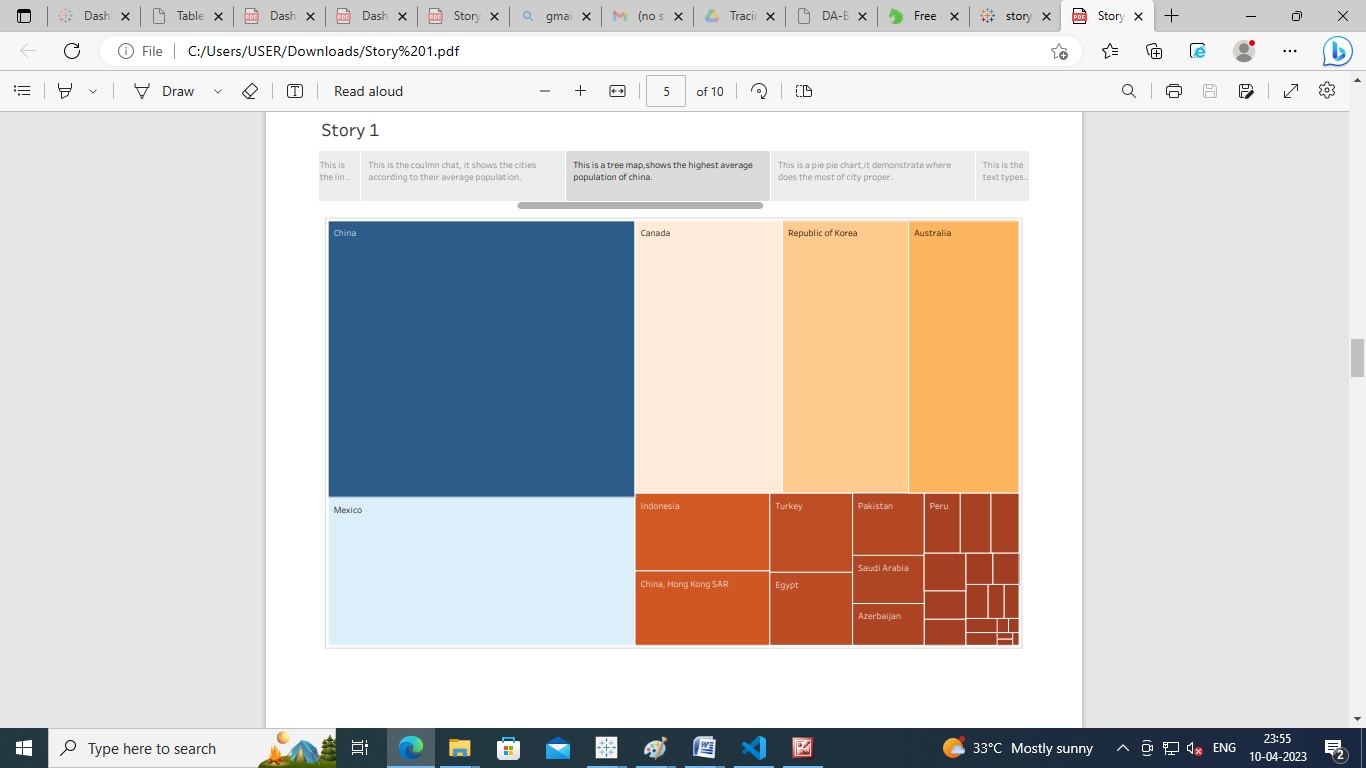 Dash
Table
Dash
Dash
Story
gmai
(no s
Traci
DA-B
Free
story
Story
File
C:/Users/USER/Downloads/Story%201.pdf
Draw
Read aloud
5
of 10
Story 1
This is
the lin..
This is the coulmn chat, it shows the cities
according to their average population.
This is a tree map,shows the highest average
population of china.
This is a pie pie chart,it demonstrate where
does the most of city proper.
This is the
text types..
China
Canada
Republic of Korea
Australia
Mexico
Indonesia
Turkey
Pakistan
Peru
Saudi Arabia
China, Hong Kong SAR
Egypt
Azerbaijan
Type here to search
33°C Mostly sunny
ENG
23:55
10-04-2023
2